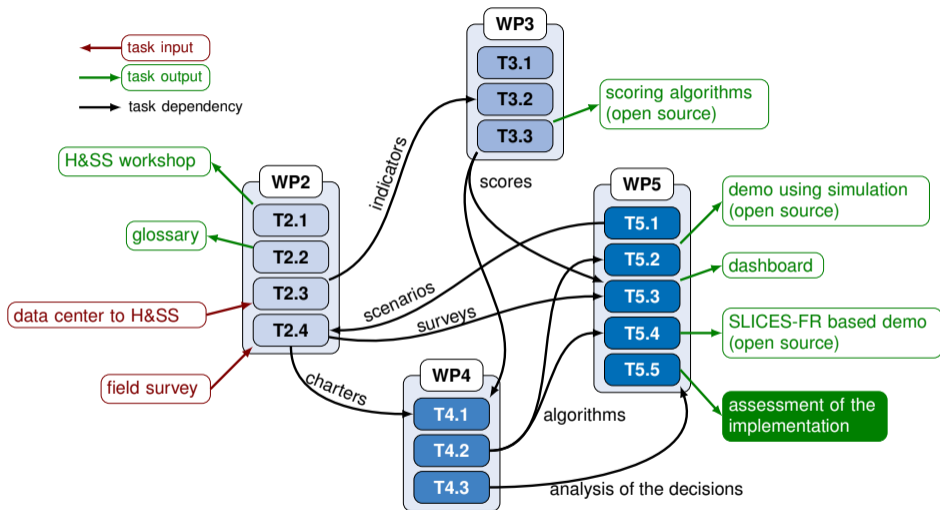 task input
task output
task dependency
WP3
T3.1
T3.2
T3.3
scoring algorithms
(open source)
H&SS workshop
glossary
data center to H&SS
field survey
WP2
T2.1
T2.2
T2.3
T2.4
indicators
scores
scenarios
surveys
charters
WP5
T5.1
T5.2
T5.3
T5.4
T5.5
demo using simulation
(open source)
dashboard
SLICES-FR based demo
(open source)
assessment of the
implementation
WP4
T4.1
T4.2
T4.3
algorithms
analysis of the decisions